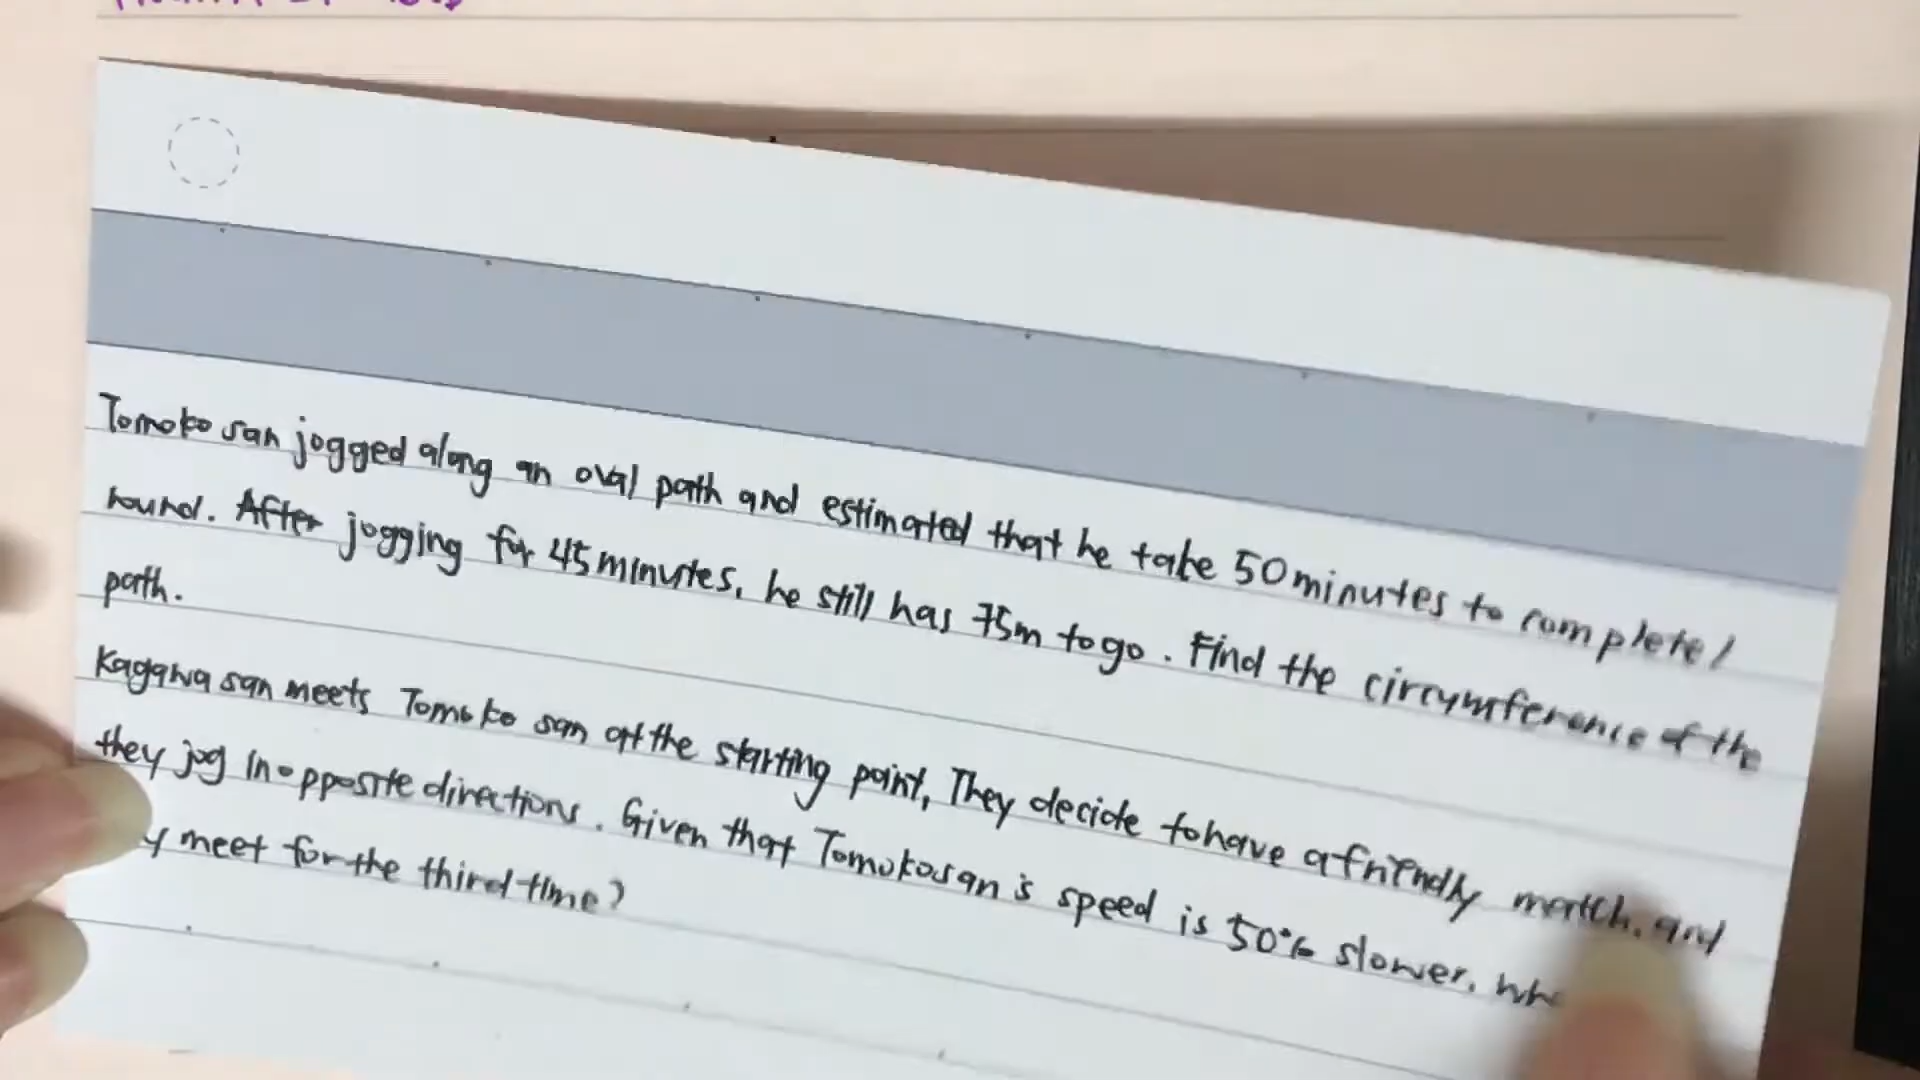 Tomoko san jogged along an oval path and estimated that he take 50 minutes to complete 1
round. After jogging for 45 minutes, he still has 75m to go. Find the circumference of the
path.
Kagawa san meets Tomoko san at the starting point, They decide to have a friendly match, and
they jog in opposite directions. Given that Tomoko san's speed is 50% slower,
meet for the third time?